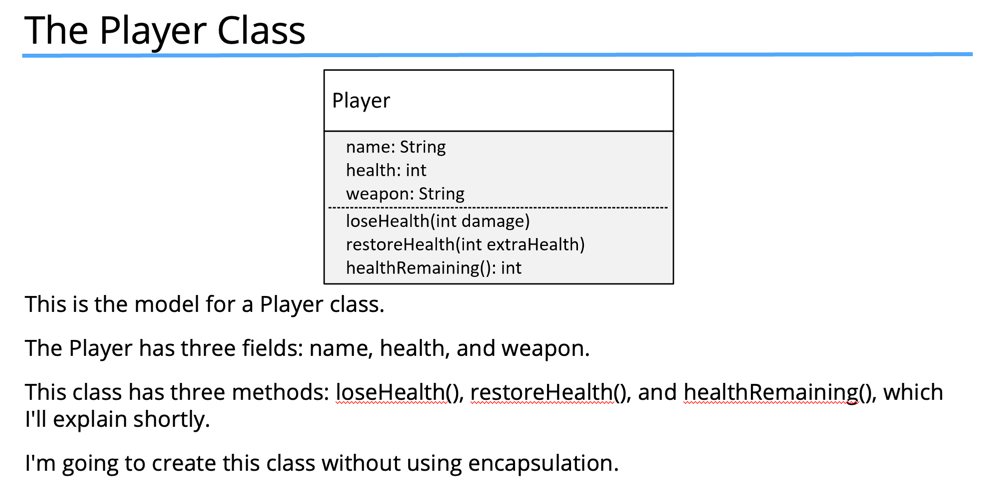 The Player Class
Player
name: String
health: int
weapon: String
loseHealth(int damage)
restoreHealth(int extraHealth)
healthRemaining(): int
This is the model for a Player class.
The Player has three fields: name, health, and weapon.
This class has three methods: loseHealth(), restoreHealth(), and healthRemaining(), which
I'll explain shortly.
I'm going to create this class without using encapsulation.